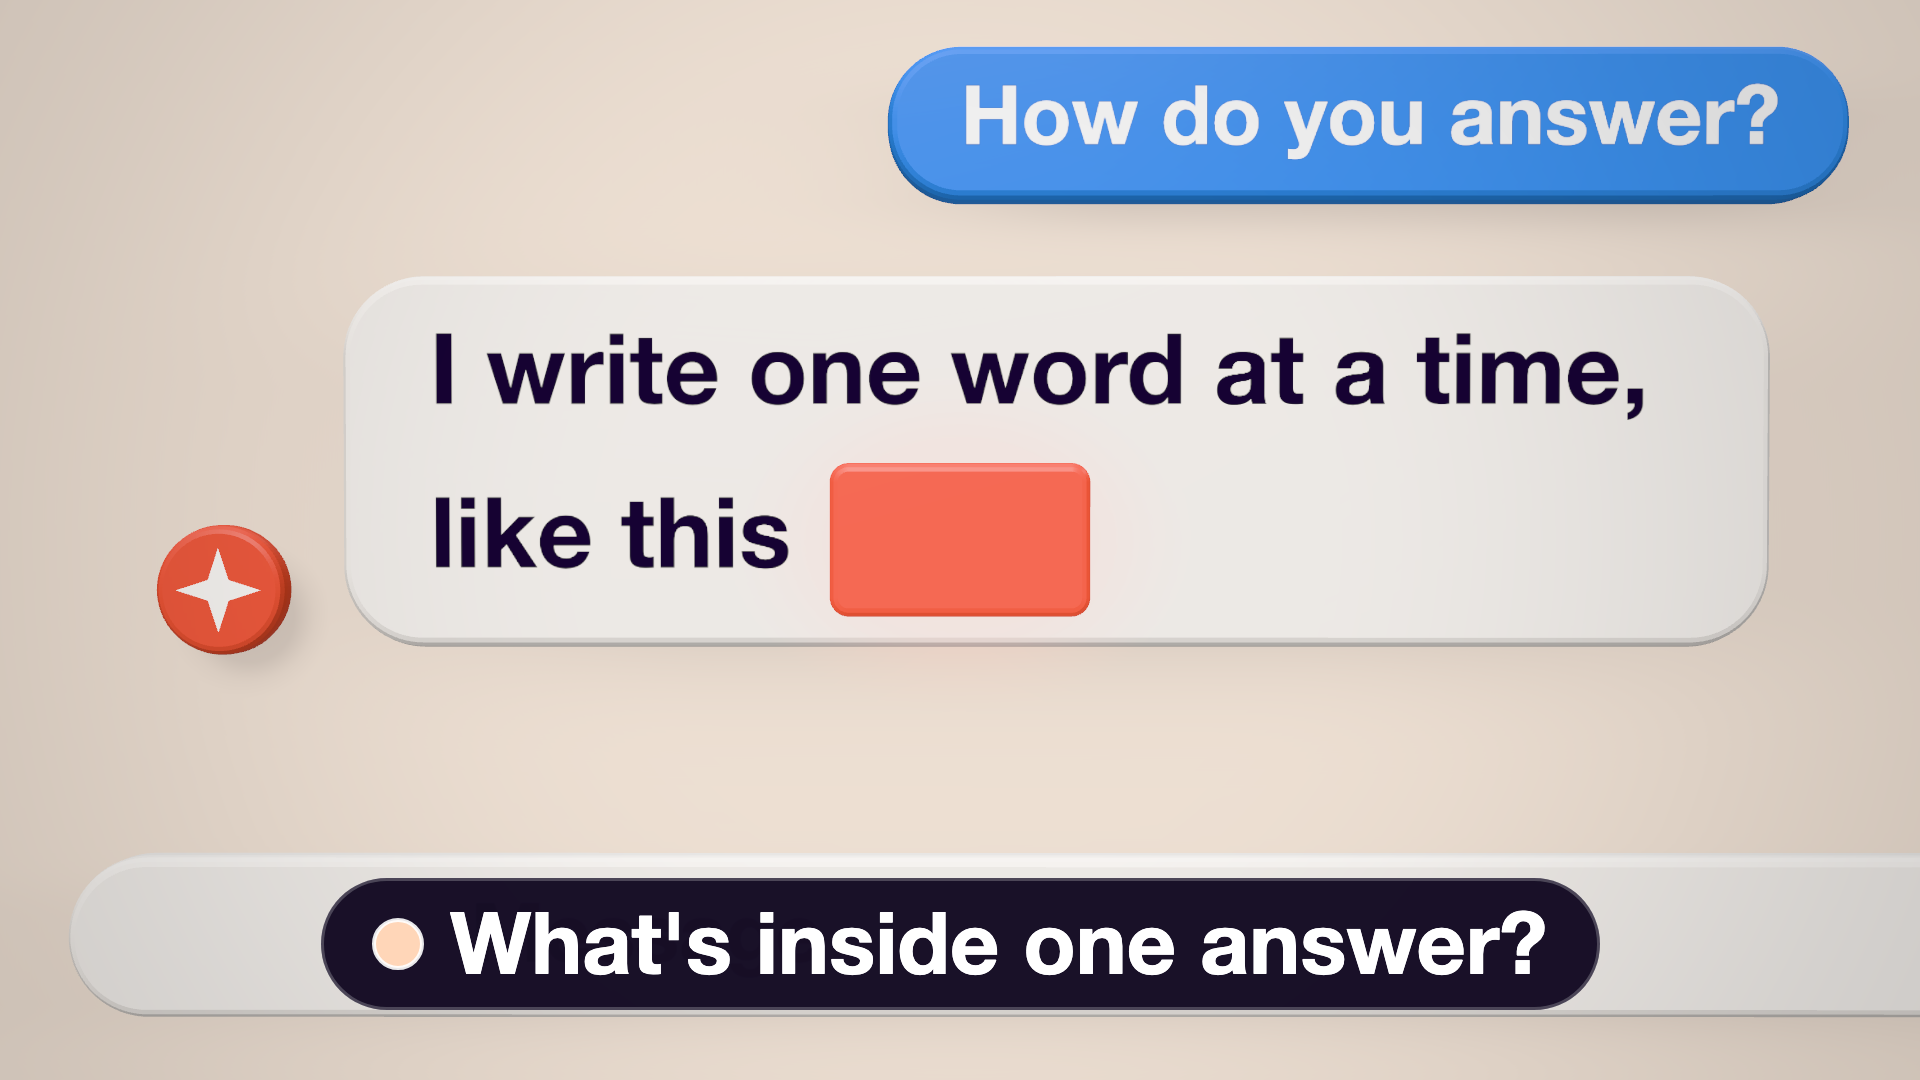 How do you answer?
I write one word at a time,
like this
What's inside one answer?